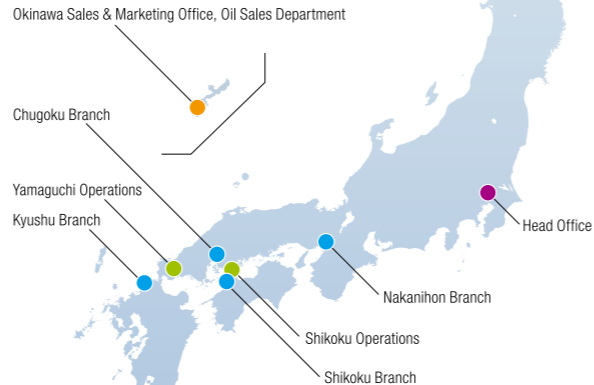 Okinawa Sales & Marketing Office, Oil Sales Department
Chugoku Branch
Yamaguchi Operations
Kyushu Branch
Head Office
Nakanihon Branch
Shikoku Operations
Shikoku Branch